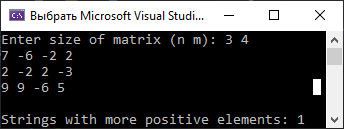 Выбрать Microsoft Visual Studi...
Enter size of matrix (n m): 3 4
7 -6 -2 2
2 -2 2 -3
9 9 -6 5
Strings with more positive elements: 1